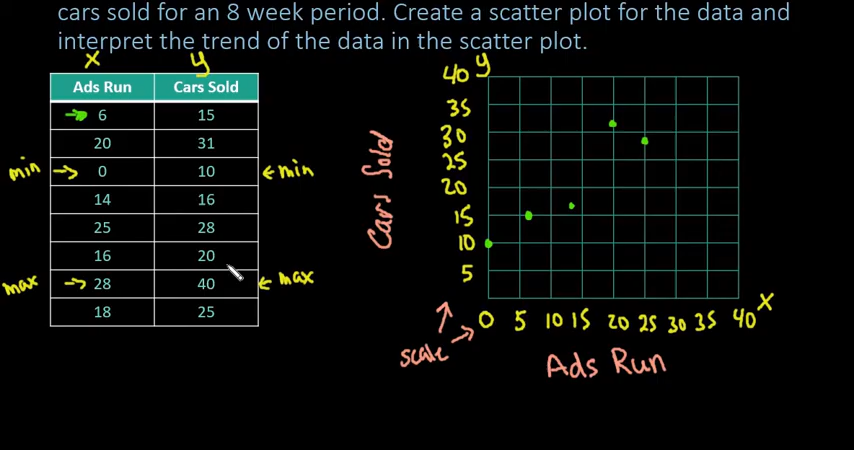 cars sold for an 8 week period. Create a scatter plot for the data and
interpret the trend of the data in the scatter plot.
x y
Ads Run Cars Sold
6 15
20 31
min 0 10 min
14 16
25 28
16 20
max 28 40 max
18 25
y
40
35
30
25
20
15
10
5
Cars Sold
0 5 10 15 20 25 30 35 40 x
scale
Ads Run